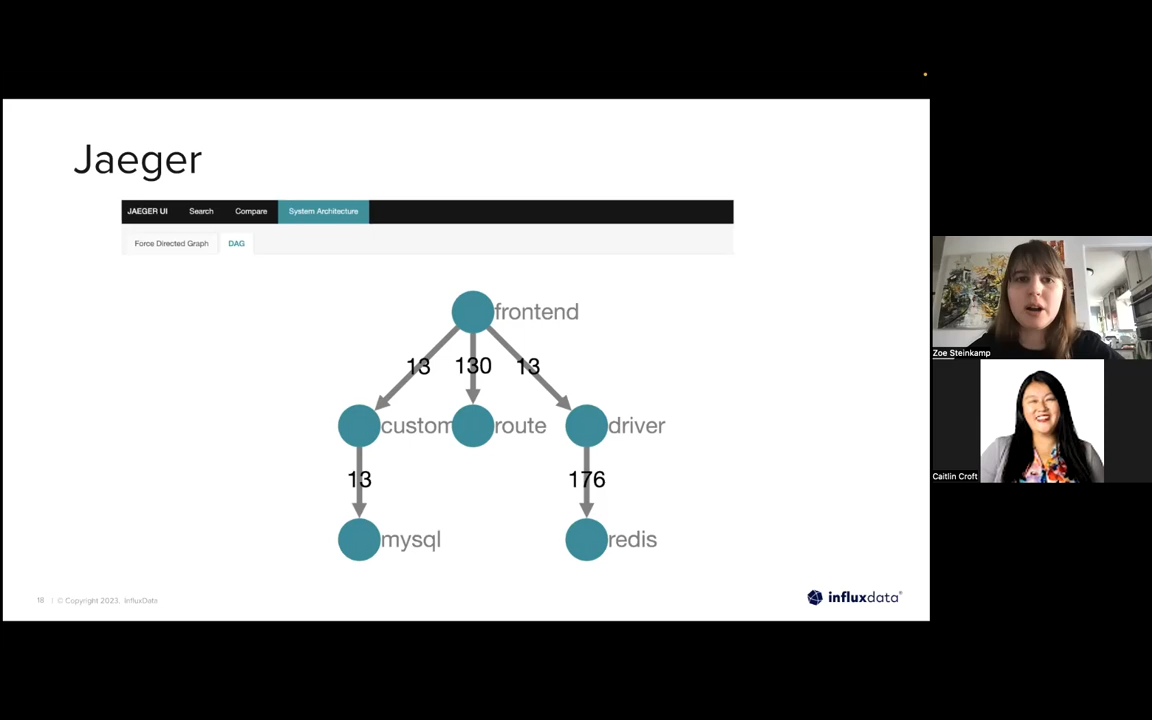 Jaeger
JAEGER UI Search Compare System Architecture
Force Directed Graph DAG
frontend
13 130 13
custom route driver
13 176
mysql redis
18 | © Copyright 2023. InfluxData
influxdata®
Zoe Steinkamp
Caitlin Croft